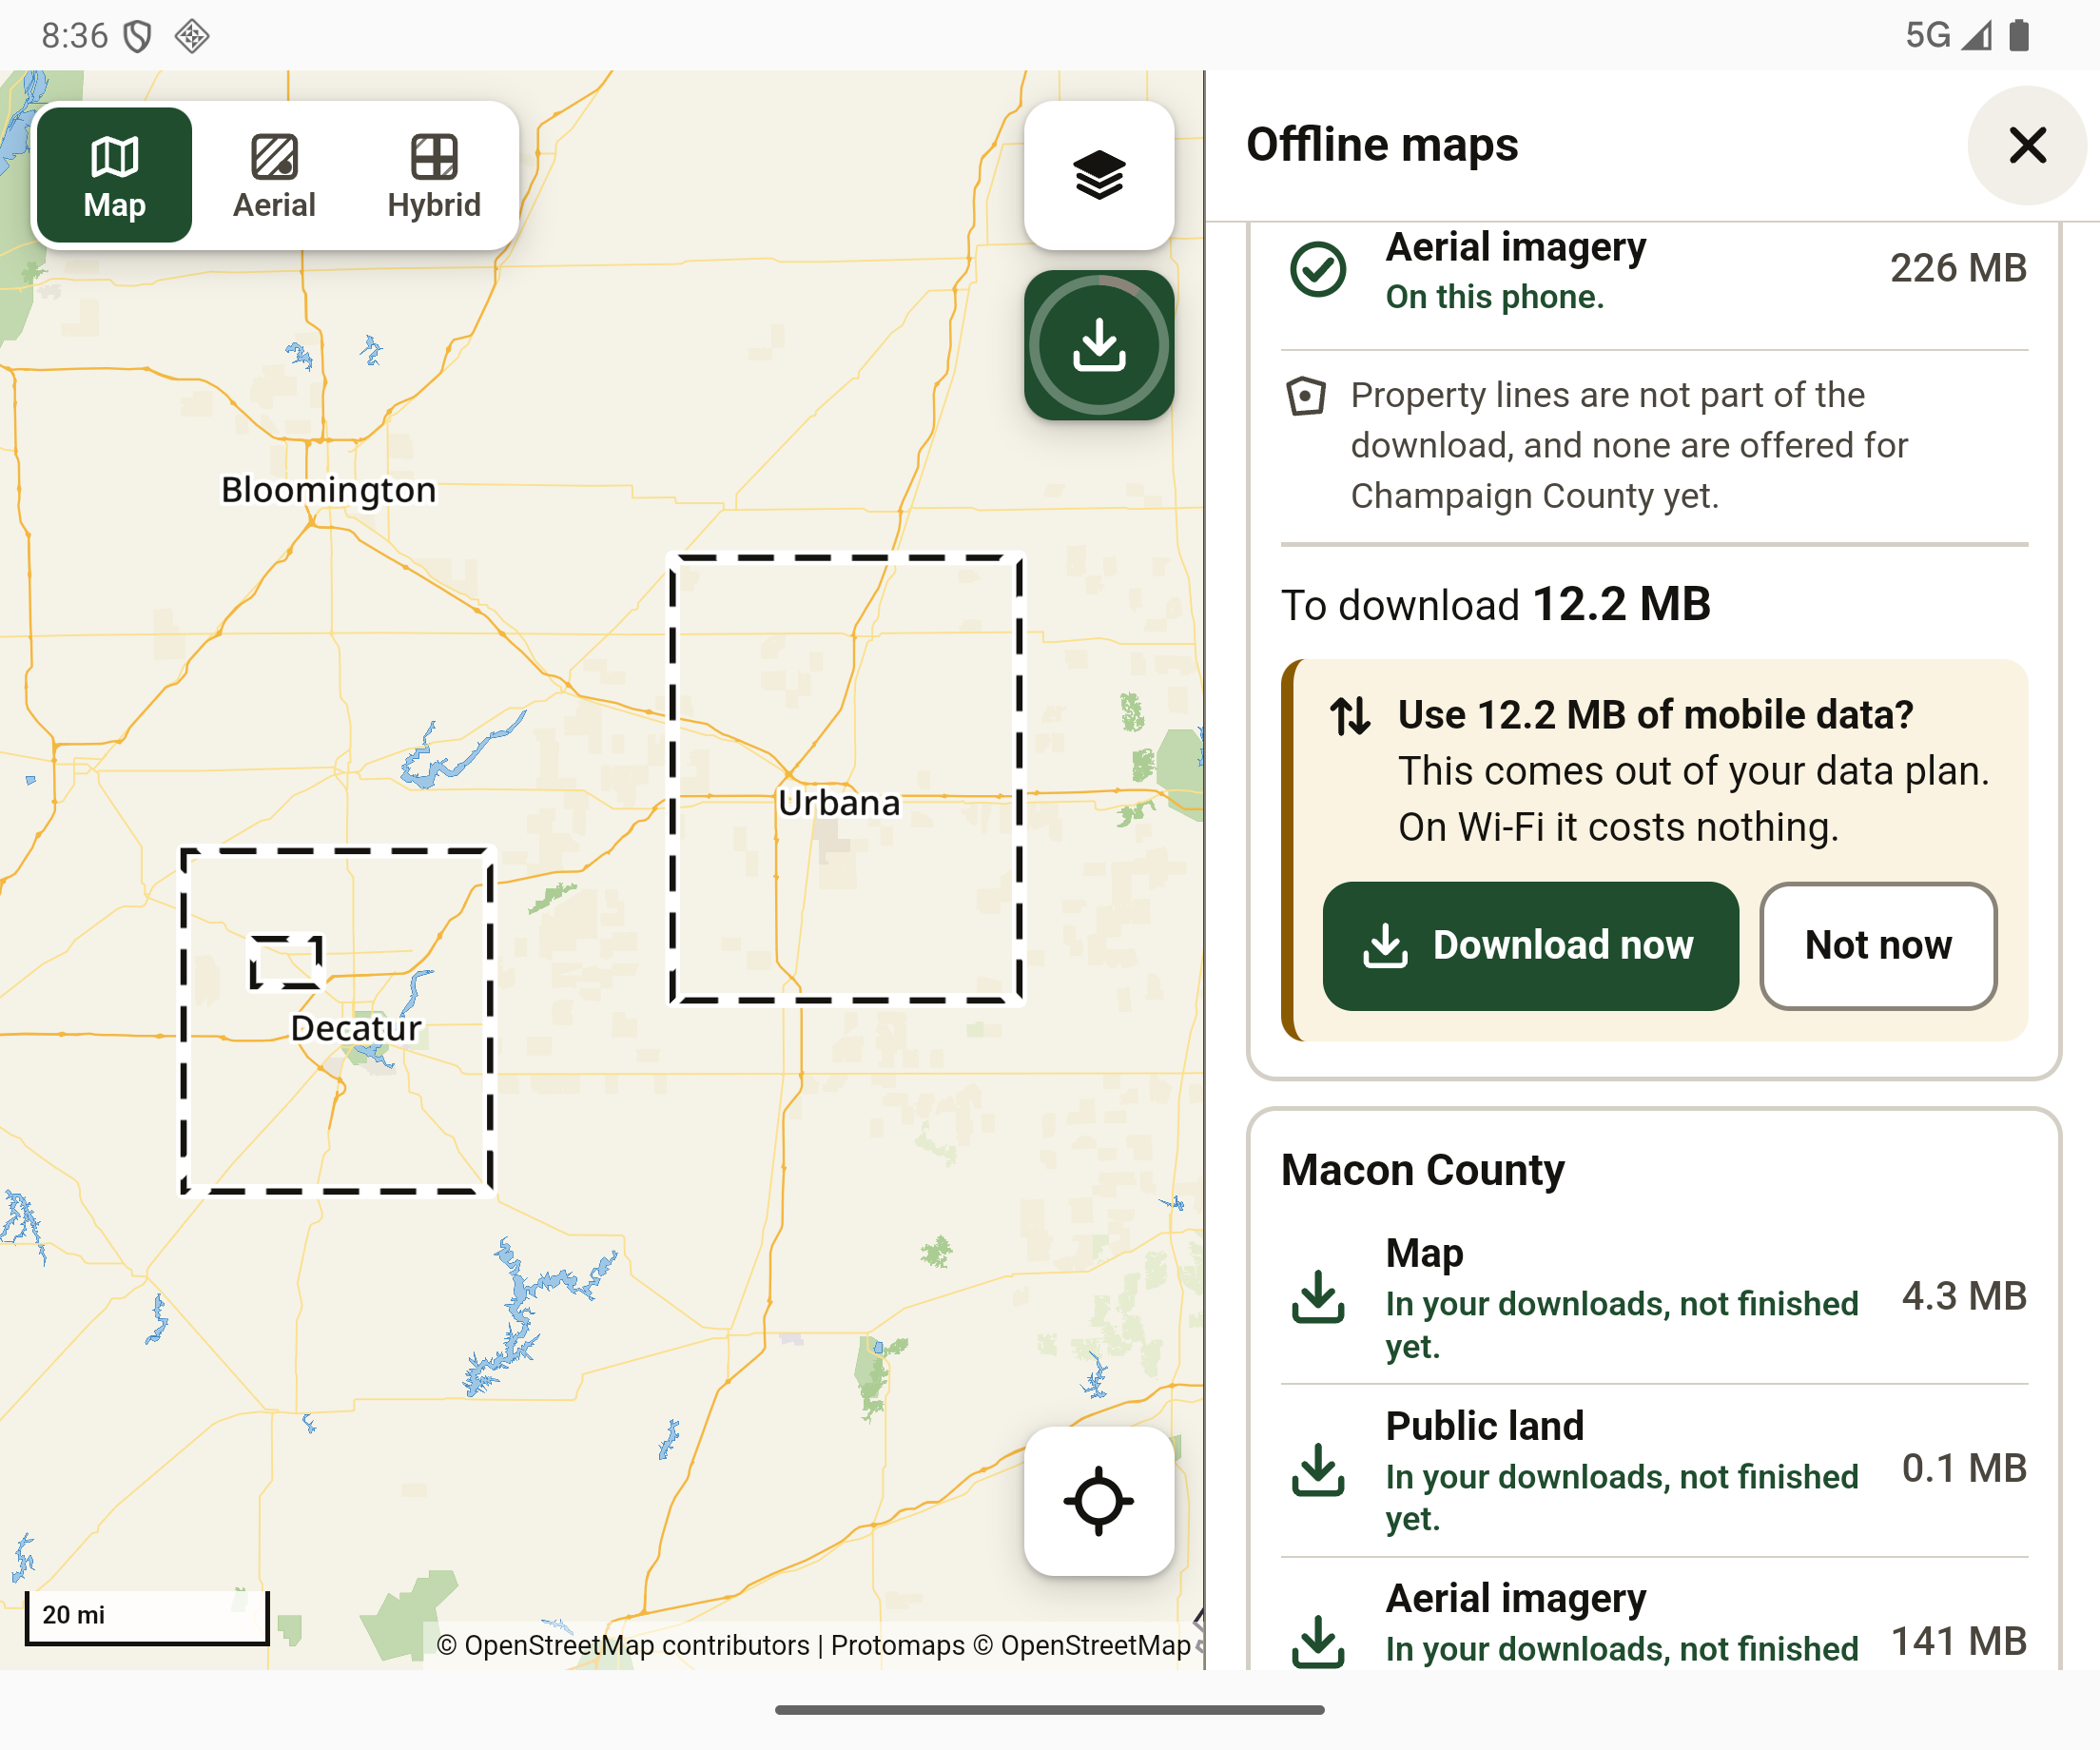 8:36
5G
Map
Aerial
Hybrid
Bloomington
Urbana
Decatur
20 mi
© OpenStreetMap contributors | Protomaps © OpenStreetMap
Offline maps
Aerial imagery
On this phone.
226 MB
Property lines are not part of the
download, and none are offered for
Champaign County yet.
To download 12.2 MB
Use 12.2 MB of mobile data?
This comes out of your data plan.
On Wi-Fi it costs nothing.
Download now
Not now
Macon County
Map
In your downloads, not finished
yet.
4.3 MB
Public land
In your downloads, not finished
yet.
0.1 MB
Aerial imagery
In your downloads, not finished
141 MB